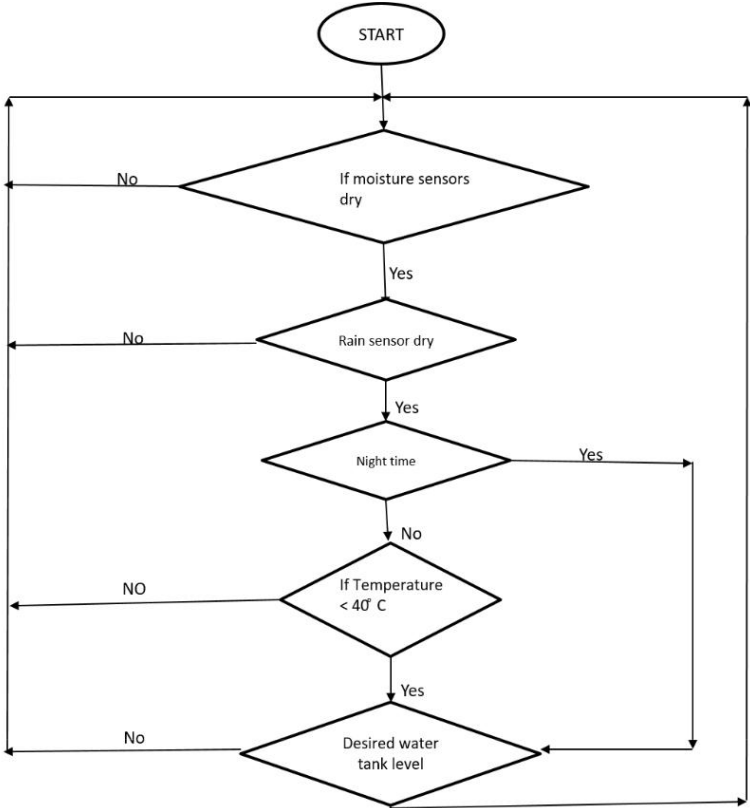 START
No
If moisture sensors
dry
Yes
No
Rain sensor dry
Yes
Night time
Yes
No
NO
If Temperature
< 40° C
Yes
No
Desired water
tank level